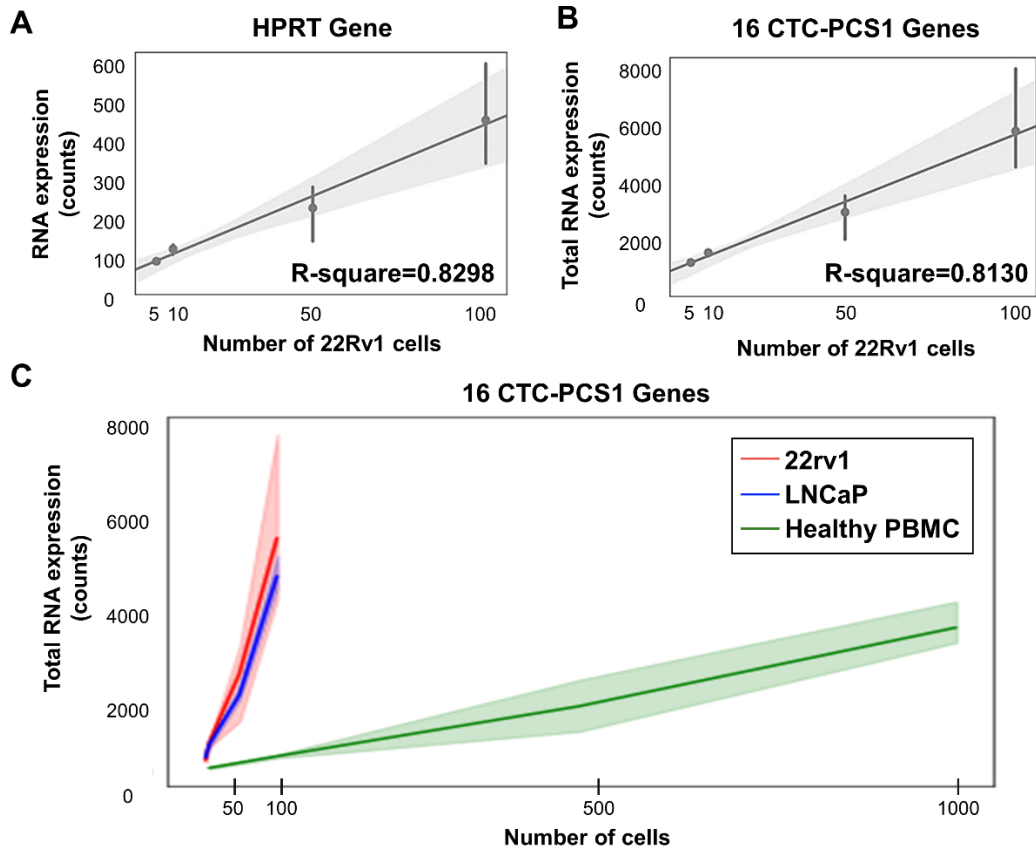 A
HPRT Gene
RNA expression
(counts)
600
500
400
300
200
100
0
R-square=0.8298
5 10 50 100
Number of 22Rv1 cells
B
16 CTC-PCS1 Genes
Total RNA expression
(counts)
8000
6000
4000
2000
0
R-square=0.8130
5 10 50 100
Number of 22Rv1 cells
C
16 CTC-PCS1 Genes
Total RNA expression
(counts)
8000
6000
4000
2000
0
22rv1
LNCaP
Healthy PBMC
50 100 500 1000
Number of cells